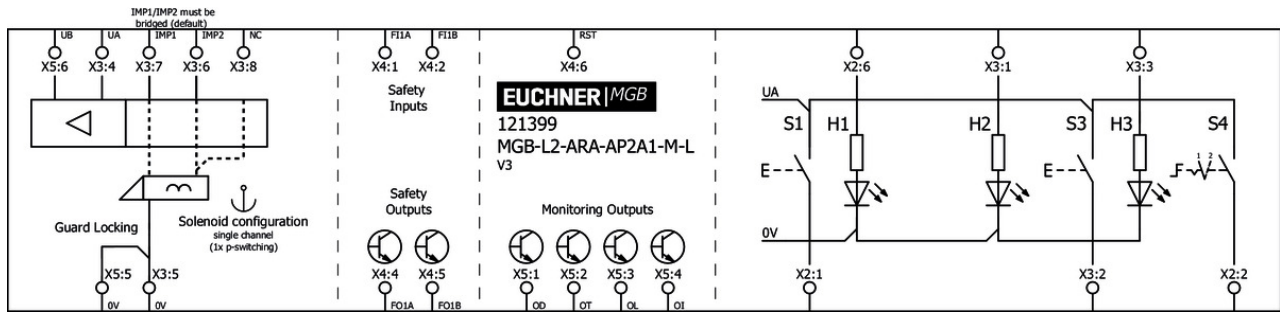 IMP1/IMP2 must be
bridged (default)
UB UA IMP1 IMP2 NC FI1A FI1B RST
X5:6 X3:4 X3:7 X3:6 X3:8 X4:1 X4:2 X4:6 X2:6 X3:1 X3:3
Safety
Inputs
EUCHNER MGB
121399
MGB-L2-ARA-AP2A1-M-L
V3
UA
S1 H1 H2 S3 H3 S4
E E 1 2
Guard Locking
Solenoid configuration
single channel
(1x p-switching)
Safety
Outputs
Monitoring Outputs
0V
X5:5 X3:5 X4:4 X4:5 X5:1 X5:2 X5:3 X5:4 X2:1 X3:2 X2:2
0V 0V FO1A FO1B OD OT OL OI